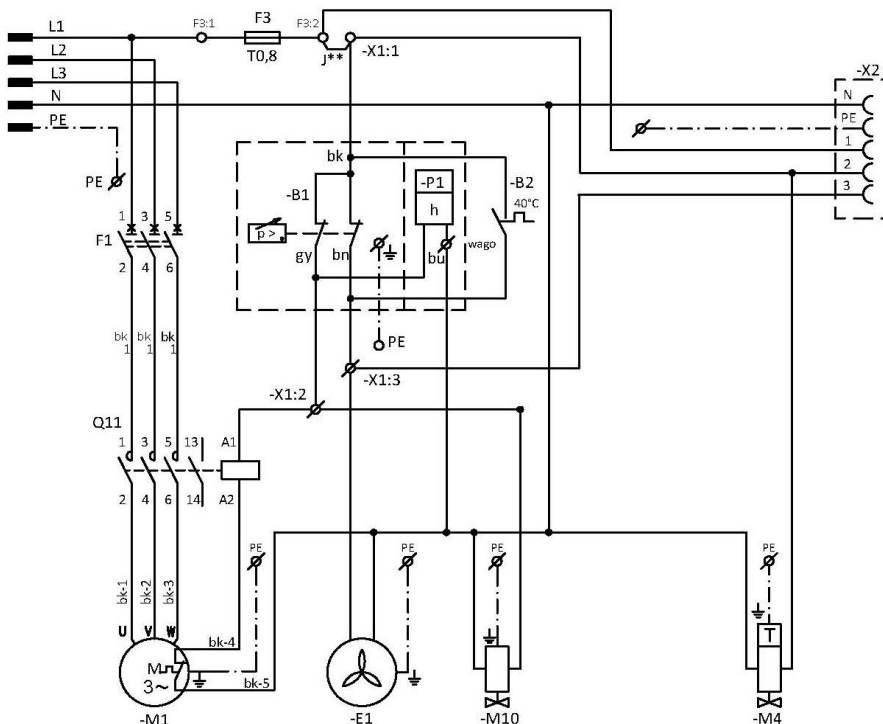 L1
F3:1
F3
F3:2
T0,8
J**
-X1:1
L2
L3
N
PE
-X2
N
PE
1
2
3
PE
bk
-B1
-P1
h
-B2
40°C
p >
wago
gy
bn
bu
PE
1 3 5
F1
2 4 6
bk 1
bk 1
bk 1
-X1:3
-X1:2
Q11
1 3 5 13
A1
2 4 6 14
A2
PE
PE
PE
PE
bk-1
bk-2
bk-3
U V W
bk-4
M
3~
bk-5
T
-M1
-E1
-M10
-M4